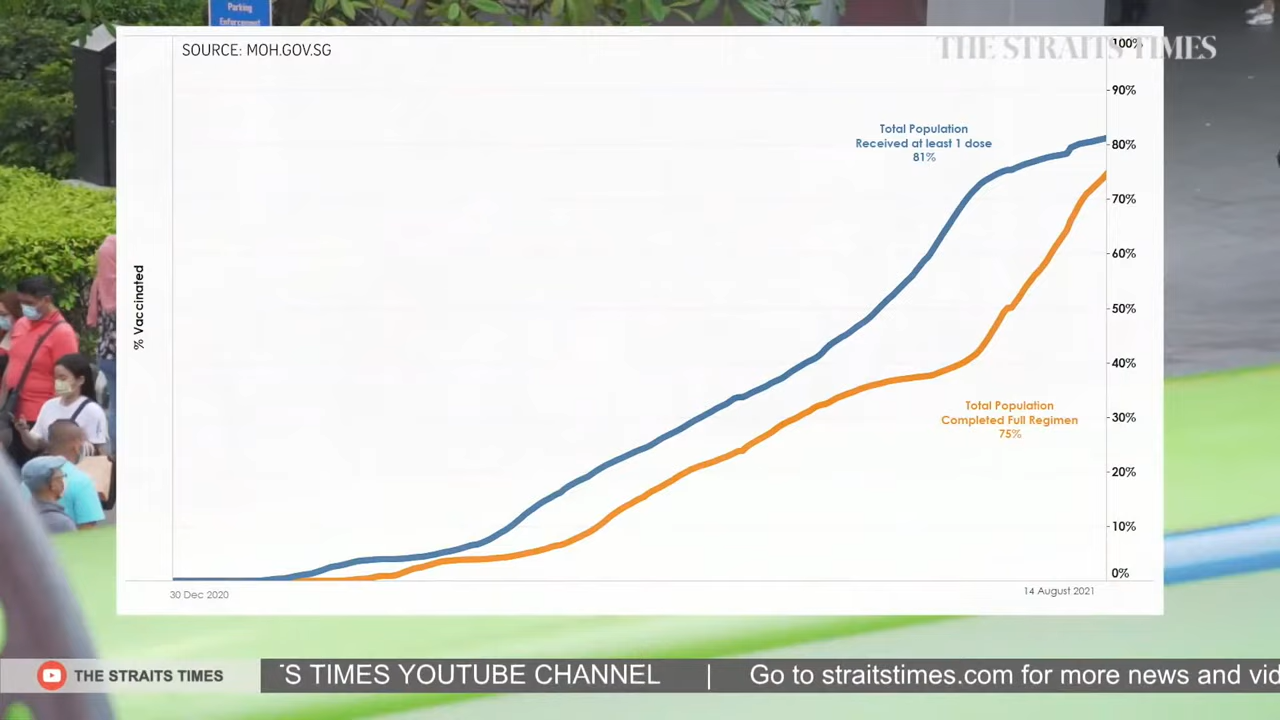 Parking
Enforcement
SOURCE: MOH.GOV.SG
THE STRAITS TIMES
100%
90%
Total Population
Received at least 1 dose
81%
80%
70%
60%
% Vaccinated
50%
40%
Total Population
Completed Full Regimen
75%
30%
20%
10%
0%
30 Dec 2020
14 August 2021
THE STRAITS TIMES
'S TIMES YOUTUBE CHANNEL | Go to straitstimes.com for more news and vid